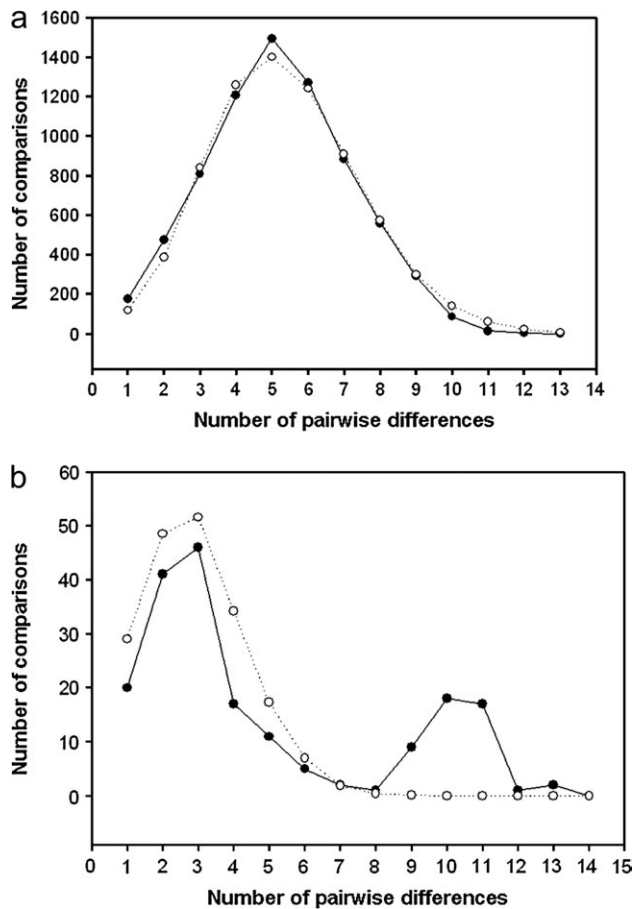 a
1600
1400
1200
1000
800
600
400
200
0
0 1 2 3 4 5 6 7 8 9 10 11 12 13 14
Number of comparisons
Number of pairwise differences
b
60
50
40
30
20
10
0
0 1 2 3 4 5 6 7 8 9 10 11 12 13 14 15
Number of comparisons
Number of pairwise differences